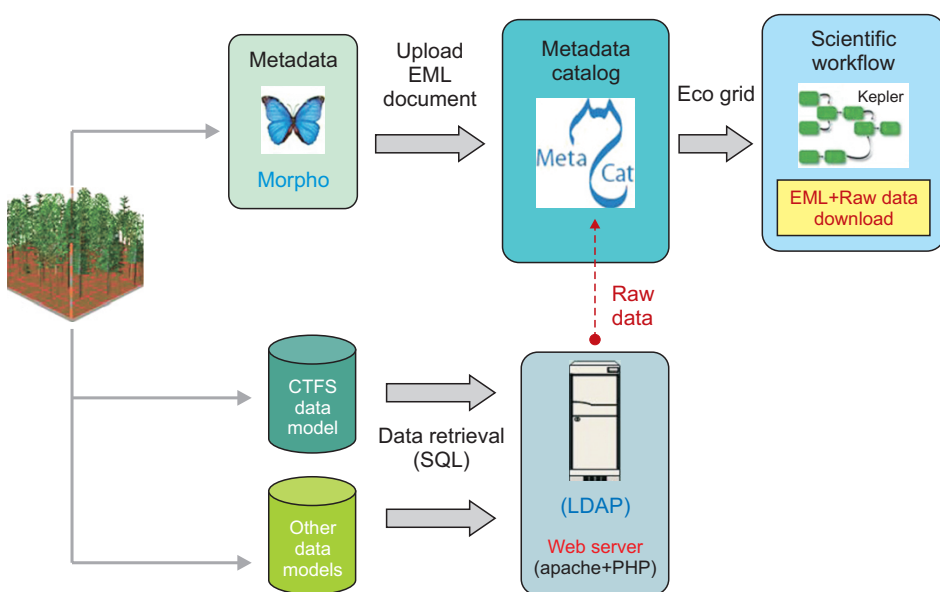 Metadata
Morpho
Upload
EML
document
Metadata
catalog
Meta
Cat
Eco grid
Scientific
workflow
Kepler
EML+Raw data
download
Raw
data
CTFS
data
model
Data retrieval
(SQL)
Other
data
models
(LDAP)
Web server
(apache+PHP)